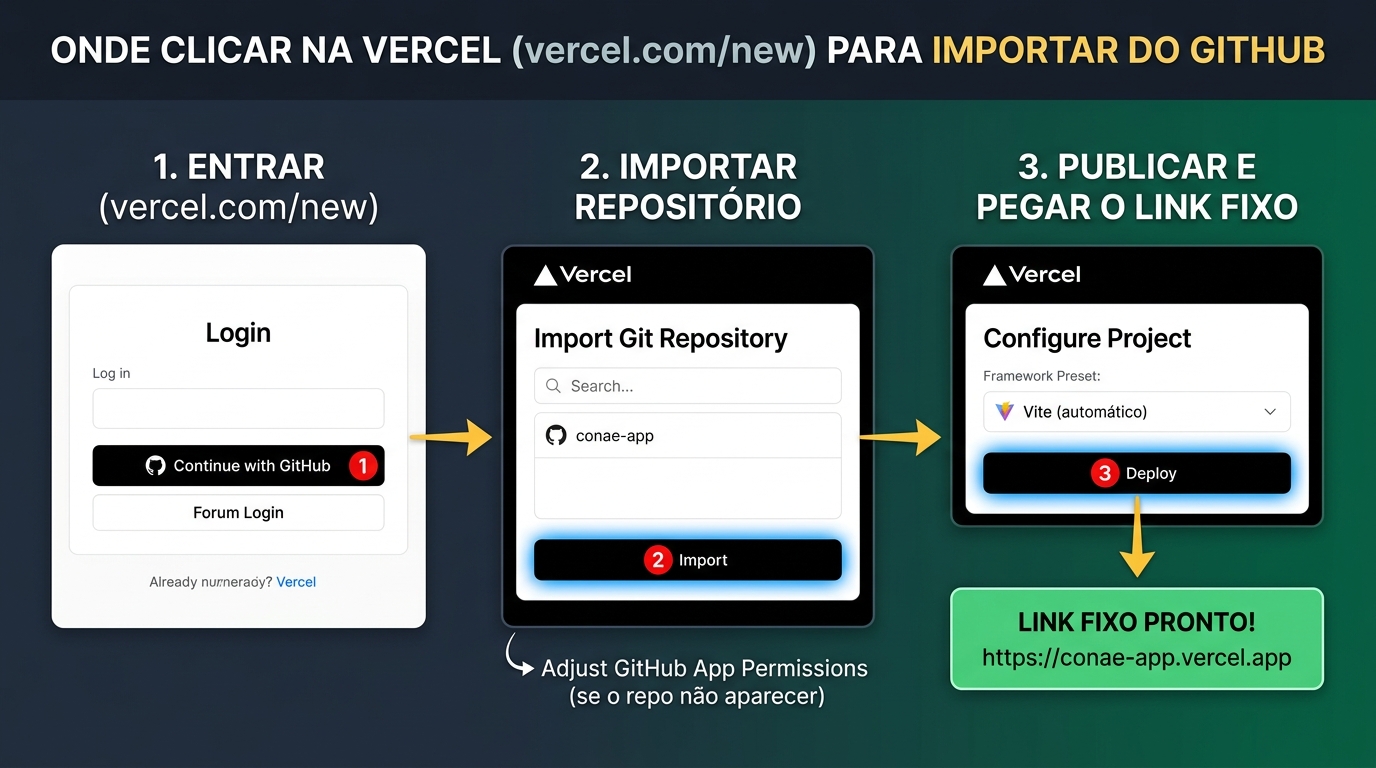 ONDE CLICAR NA VERCEL (vercel.com/new) PARA IMPORTAR DO GITHUB
1. ENTRAR
(vercel.com/new)
Login
Log in
Continue with GitHub 1
Forum Login
Already? Vercel
2. IMPORTAR
REPOSITÓRIO
Vercel
Import Git Repository
Search...
conae-app
2 Import
Adjust GitHub App Permissions
(se o repo não aparecer)
3. PUBLICAR E
PEGAR O LINK FIXO
Vercel
Configure Project
Framework Preset:
Vite (automático)
3 Deploy
LINK FIXO PRONTO!
https://conae-app.vercel.app